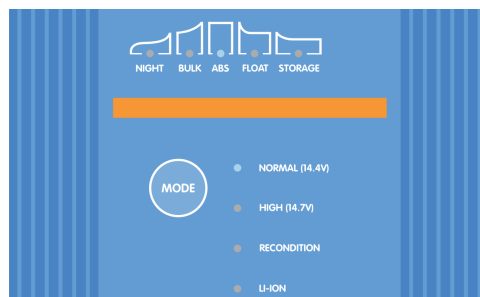 NIGHT BULK ABS FLOAT STORAGE
NORMAL (14.4V)
MODE
HIGH (14.7V)
RECONDITION
LI-ION